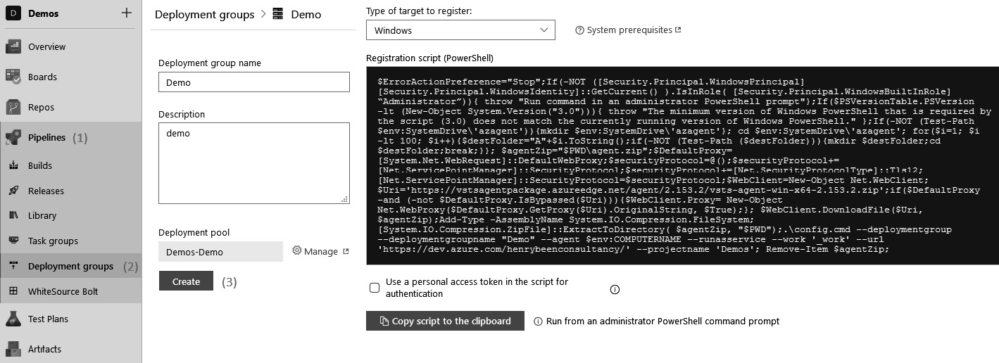 D Demos +
Overview
Boards
Repos
Pipelines (1)
Builds
Releases
Library
Task groups
Deployment groups (2)
WhiteSource Bolt
Test Plans
Artifacts
Deployment groups > Demo
Deployment group name
Demo
Description
demo
Deployment pool
Demos-Demo
Manage
Create (3)
Type of target to register:
Windows
System prerequisites
Registration script (PowerShell)
$ErrorActionPreference="Stop";If(-NOT ([Security.Principal.WindowsPrincipal]
[Security.Principal.WindowsIdentity]::GetCurrent() ).IsInRole( [Security.Principal.WindowsBuiltInRole]
“Administrator”)){ throw "Run command in an administrator PowerShell prompt"};If($PSVersionTable.PSVersion
-lt (New-Object System.Version("3.0"))){ throw "The minimum version of Windows PowerShell that is required by
the script (3.0) does not match the currently running version of Windows PowerShell." };If(-NOT (Test-Path
$env:SystemDrive\'azagent')){mkdir $env:SystemDrive\'azagent'}; cd $env:SystemDrive\'azagent'; for($i=1; $i
-lt 100; $i++){$destFolder="A"+$i.ToString();if(-NOT (Test-Path ($destFolder))){mkdir $destFolder;cd
$destFolder;break;}}; $agentZip="$PWD\agent.zip";$DefaultProxy=
[System.Net.WebRequest]::DefaultWebProxy;$securityProtocol=@();$securityProtocol+=
[Net.ServicePointManager]::SecurityProtocol;$securityProtocol+=[Net.SecurityProtocolType]::Tls12;
[Net.ServicePointManager]::SecurityProtocol=$securityProtocol;$WebClient=New-Object Net.WebClient;
$Uri='https://vstsagentpackage.azureedge.net/agent/2.153.2/vsts-agent-win-x64-2.153.2.zip';if($DefaultProxy
-and (-not $DefaultProxy.IsBypassed($Uri))){$WebClient.Proxy= New-Object
Net.WebProxy($DefaultProxy.GetProxy($Uri).OriginalString, $True);}; $WebClient.DownloadFile($Uri,
$agentZip);Add-Type -AssemblyName System.IO.Compression.FileSystem;
[System.IO.Compression.ZipFile]::ExtractToDirectory( $agentZip, "$PWD");.\config.cmd --deploymentgroup
--deploymentgroupname "Demo" --agent $env:COMPUTERNAME --runasservice --work '_work' --url
'https://dev.azure.com/henrybeenconsultancy/' --projectname 'Demos'; Remove-Item $agentZip;
Use a personal access token in the script for
authentication
Copy script to the clipboard
Run from an administrator PowerShell command prompt